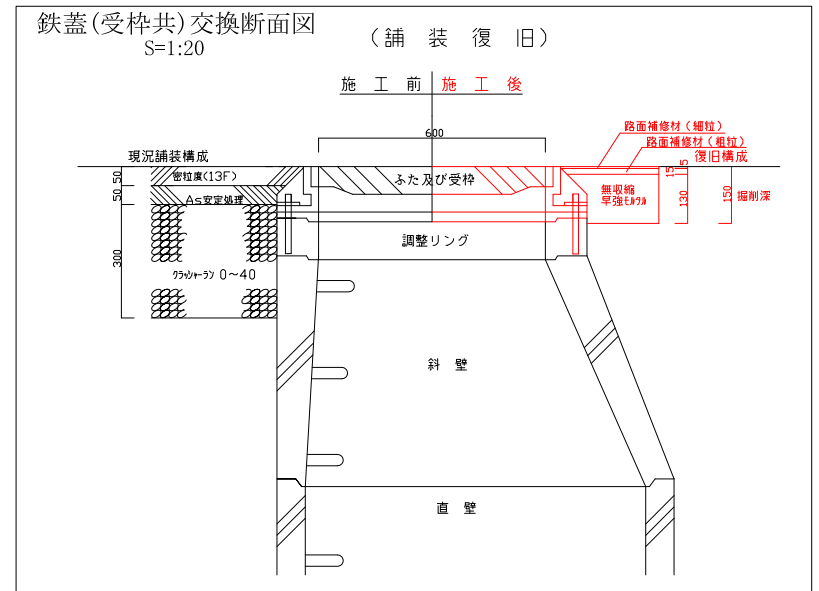 鉄蓋(受枠共)交換断面図
S=1:20
(舗装復旧)
施工前 施工後
600
路面補修材(細粒)
路面補修材(粗粒)
現況舗装構成
復旧構成
密粒度(13F)
50
ふた及び受枠
15
5
無収縮
早強モルタル
130
150
掘削深
As安定処理
50
調整リング
クラッシャーラン 0~40
300
斜壁
直壁